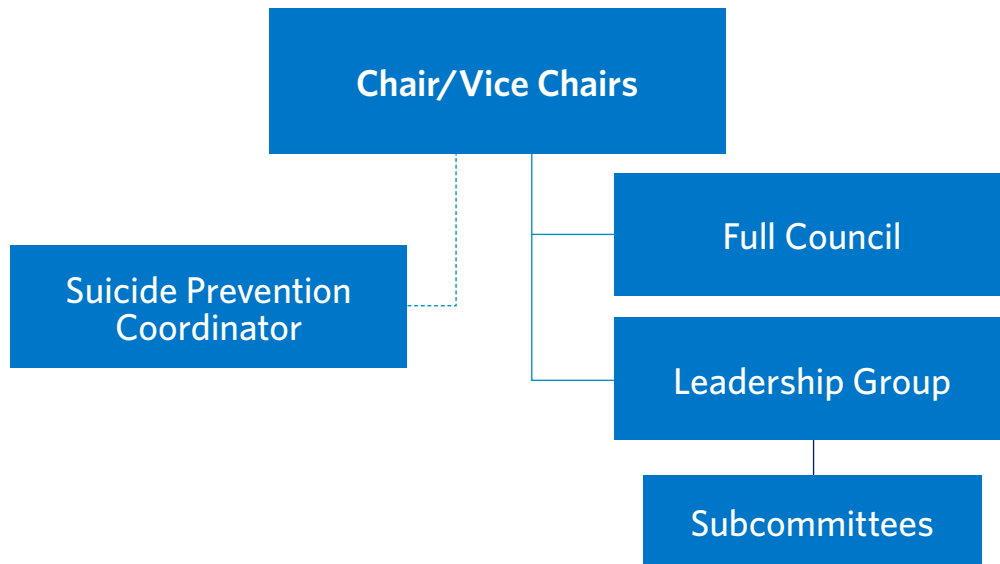 Chair/Vice Chairs
Full Council
Suicide Prevention
Coordinator
Leadership Group
Subcommittees